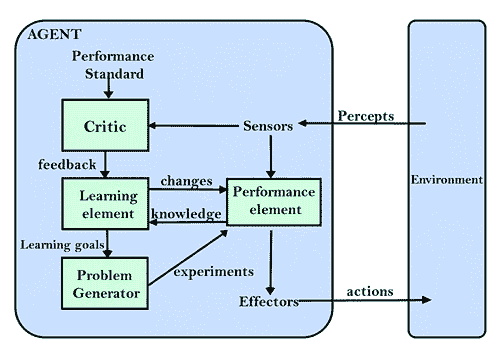 AGENT
Performance
Standard
Critic
Sensors
Percepts
feedback
changes
Learning
element
Performance
element
knowledge
Environment
Learning goals
experiments
Problem
Generator
Effectors
actions